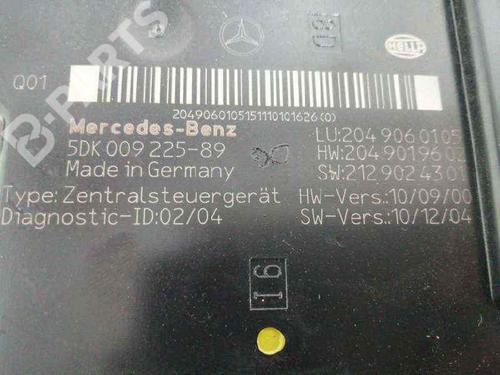 B-PARTS
HELLA
Q01
2049060105151110101626(0)
Mercedes-Benz
LU:204 906 01 05
5DK 009 225-89
HW:204 901 96 02
Made in Germany
SW:212 902 43 01
Type: Zentralsteuergerät
HW-Vers.: 10/09/00
Diagnostic-ID:02/04
SW-Vers.: 10/12/04